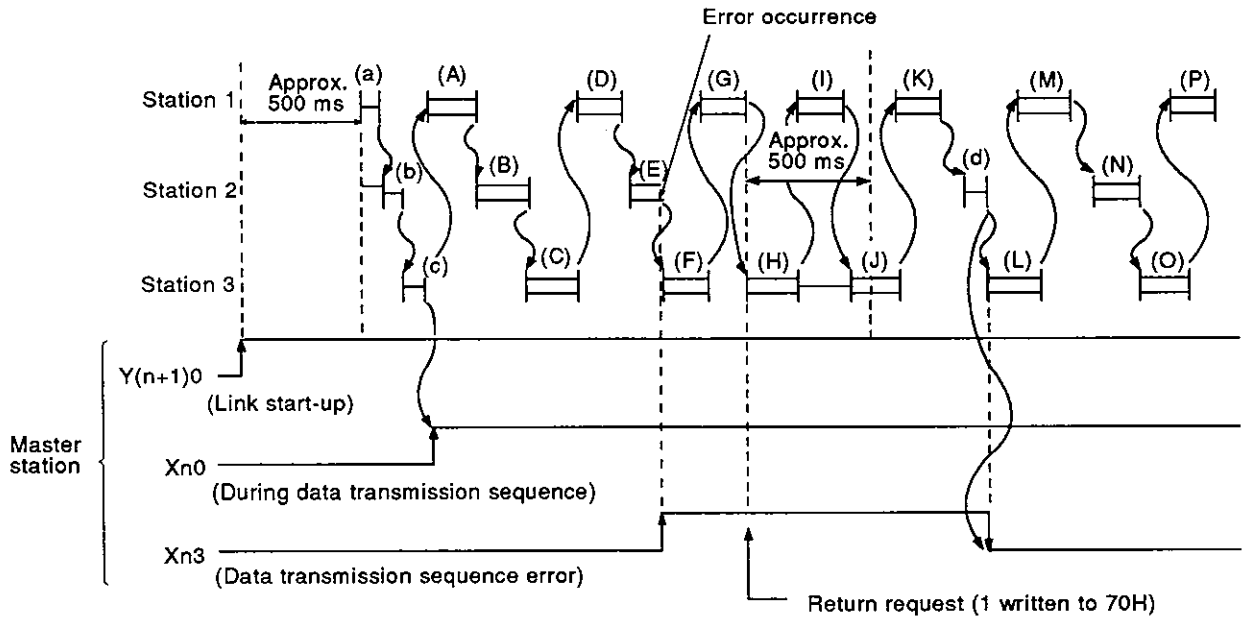 Error occurrence
Approx.
500 ms
(a)
(A)
(D)
(G)
(I)
(K)
(M)
(P)
Station 1
Approx.
500 ms
(b)
(B)
(E)
(d)
(N)
Station 2
(c)
(C)
(F)
(H)
(J)
(L)
(O)
Station 3
Master
station
Y(n+1)0
(Link start-up)
Xn0
(During data transmission sequence)
Xn3
(Data transmission sequence error)
Return request (1 written to 70H)